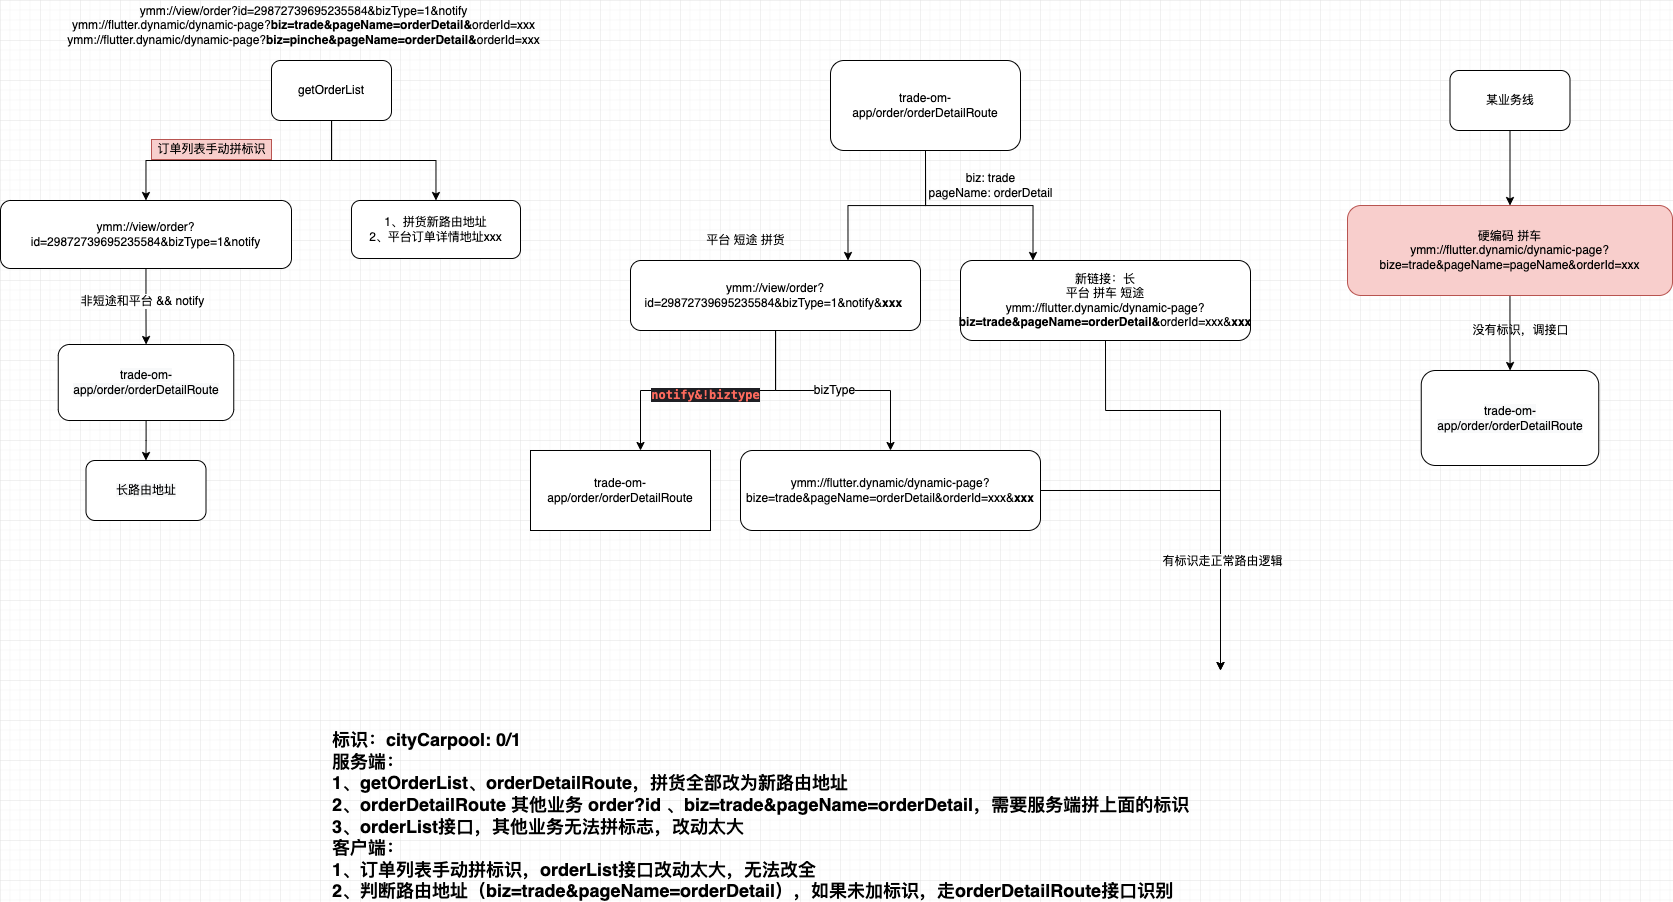 ymm://view/order?id=29872739695235584&bizType=1&notify
ymm://flutter.dynamic/dynamic-page?biz=trade&pageName=orderDetail&orderId=xxx
ymm://flutter.dynamic/dynamic-page?biz=pinche&pageName=orderDetail&orderId=xxx
getOrderList
订单列表手动拼标识
ymm://view/order?
id=29872739695235584&bizType=1&notify
1、拼货新路由地址
2、平台订单详情地址xxx
非短途和平台 && notify
trade-om-
app/order/orderDetailRoute
长路由地址
trade-om-
app/order/orderDetailRoute
biz: trade
pageName: orderDetail
平台 短途 拼货
ymm://view/order?
id=29872739695235584&bizType=1&notify&xxx
新链接：长
平台 拼车 短途
ymm://flutter.dynamic/dynamic-page?
biz=trade&pageName=orderDetail&orderId=xxx&xxx
notify&!biztype
bizType
trade-om-
app/order/orderDetailRoute
ymm://flutter.dynamic/dynamic-page?
bize=trade&pageName=orderDetail&orderId=xxx&xxx
有标识走正常路由逻辑
某业务线
硬编码 拼车
ymm://flutter.dynamic/dynamic-page?
bize=trade&pageName=pageName&orderId=xxx
没有标识，调接口
trade-om-
app/order/orderDetailRoute
标识：cityCarpool: 0/1
服务端：
1、getOrderList、orderDetailRoute，拼货全部改为新路由地址
2、orderDetailRoute 其他业务 order?id 、biz=trade&pageName=orderDetail，需要服务端拼上面的标识
3、orderList接口，其他业务无法拼标志，改动太大
客户端：
1、订单列表手动拼标识，orderList接口改动太大，无法改全
2、判断路由地址（biz=trade&pageName=orderDetail），如果未加标识，走orderDetailRoute接口识别